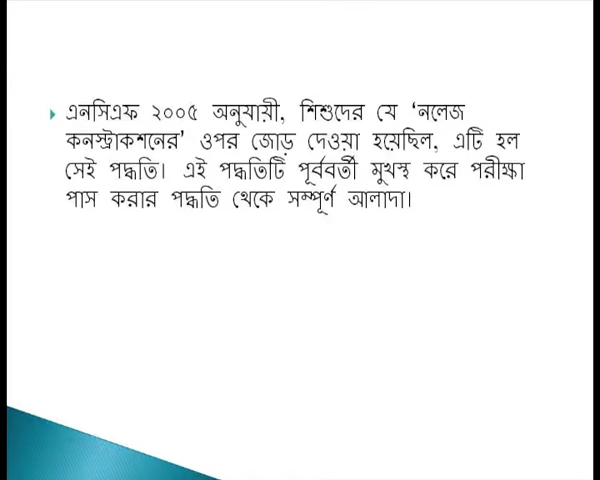 এনসিএফ ২০০৫ অনুযায়ী, শিশুদের যে ‘নলেজ
কনস্ট্রাকশনের’ ওপর জোড় দেওয়া হয়েছিল, এটি হল
সেই পদ্ধতি। এই পদ্ধতিটি পূর্ববর্তী মুখস্থ করে পরীক্ষা
পাস করার পদ্ধতি থেকে সম্পূর্ণ আলাদা।